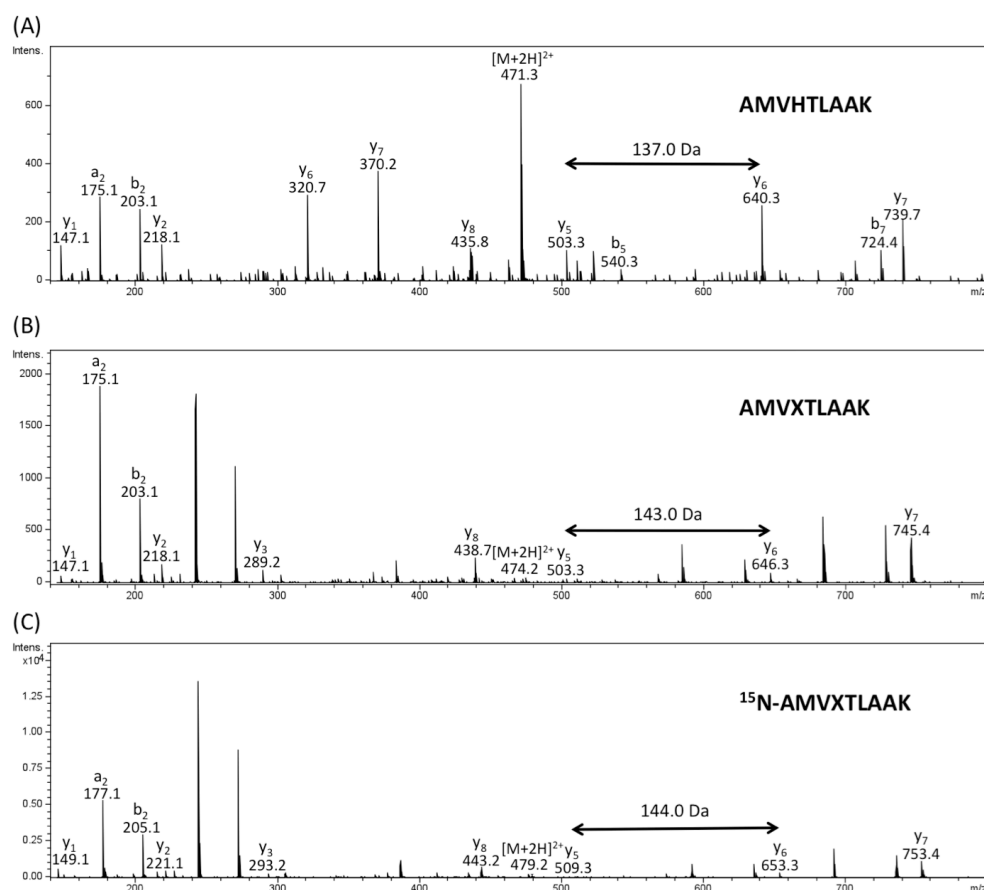 (A)
Intens.
[M+2H]2+
471.3
AMVHTLAAK
800
600
400
200
0
y1
147.1
a2
175.1
b2
203.1
y2
218.1
y6
320.7
y7
370.2
y8
435.8
y5
503.3
b5
540.3
137.0 Da
y6
640.3
b7
724.4
y7
739.7
200
300
400
500
600
700
m/z
(B)
Intens.
AMVXTLAAK
2000
1500
1000
500
0
y1
147.1
a2
175.1
b2
203.1
y2
218.1
y3
289.2
y8
438.7
[M+2H]2+
474.2
y5
503.3
143.0 Da
y6
646.3
y7
745.4
200
300
400
500
600
700
m/z
(C)
Intens.
x10⁴
15N-AMVXTLAAK
1.25
1.00
0.75
0.50
0.25
0.00
y1
149.1
a2
177.1
b2
205.1
y2
221.1
y3
293.2
y8
443.2
[M+2H]2+
479.2
y5
509.3
144.0 Da
y6
653.3
y7
753.4
200
300
400
500
600
700
m/z